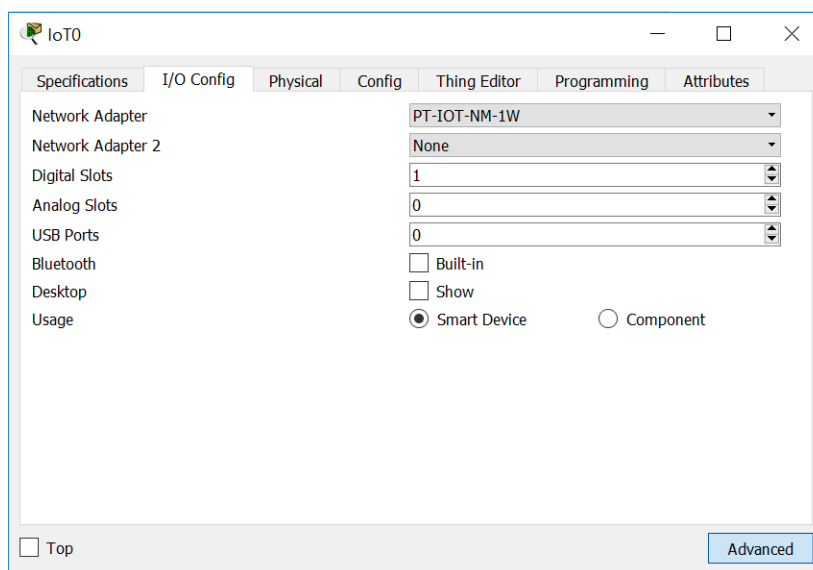 IoT0
Specifications I/O Config Physical Config Thing Editor Programming Attributes
Network Adapter PT-IOT-NM-1W
Network Adapter 2 None
Digital Slots 1
Analog Slots 0
USB Ports 0
Bluetooth Built-in
Desktop Show
Usage Smart Device Component
Top Advanced